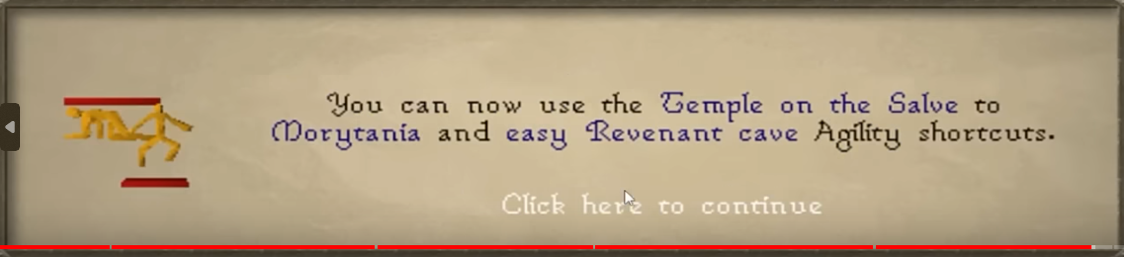 You can now use the Temple on the Salve to
Morytania and easy Revenant cave Agility shortcuts.
Click here to continue